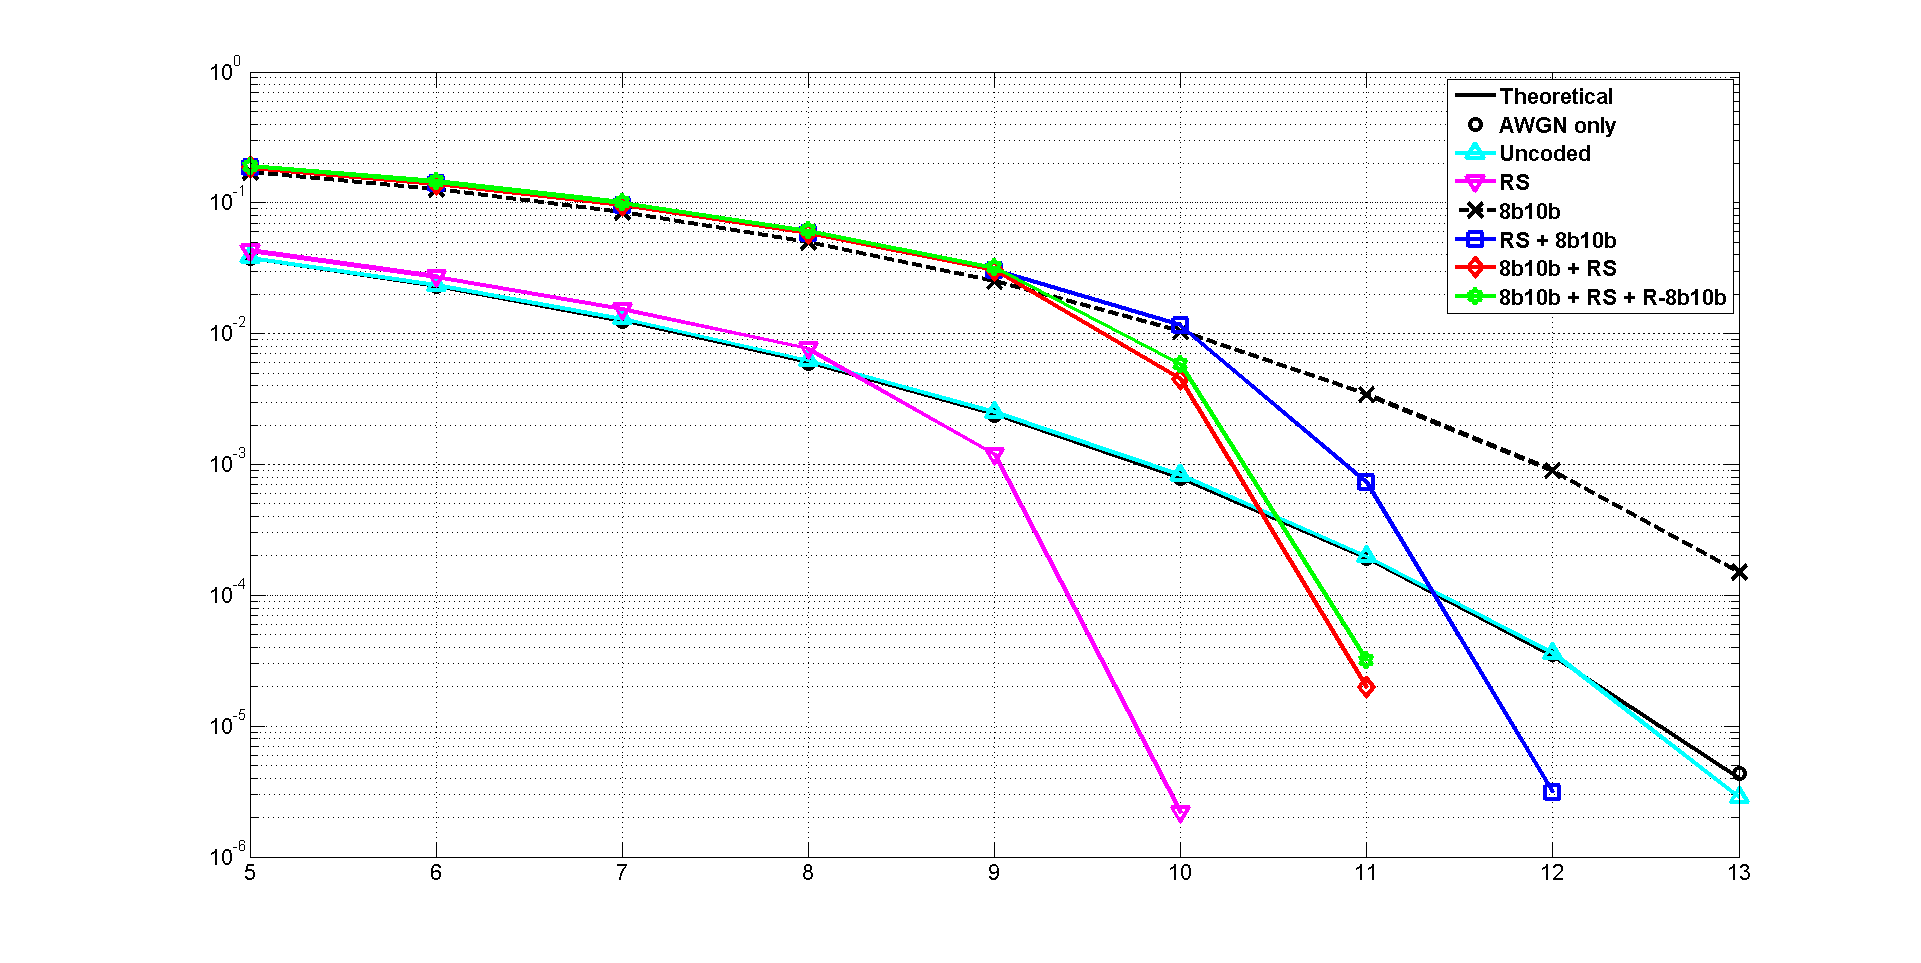 10^0
10^-1
10^-2
10^-3
10^-4
10^-5
10^-6
5 6 7 8 9 10 11 12 13
Theoretical
AWGN only
Uncoded
RS
8b10b
RS + 8b10b
8b10b + RS
8b10b + RS + R-8b10b